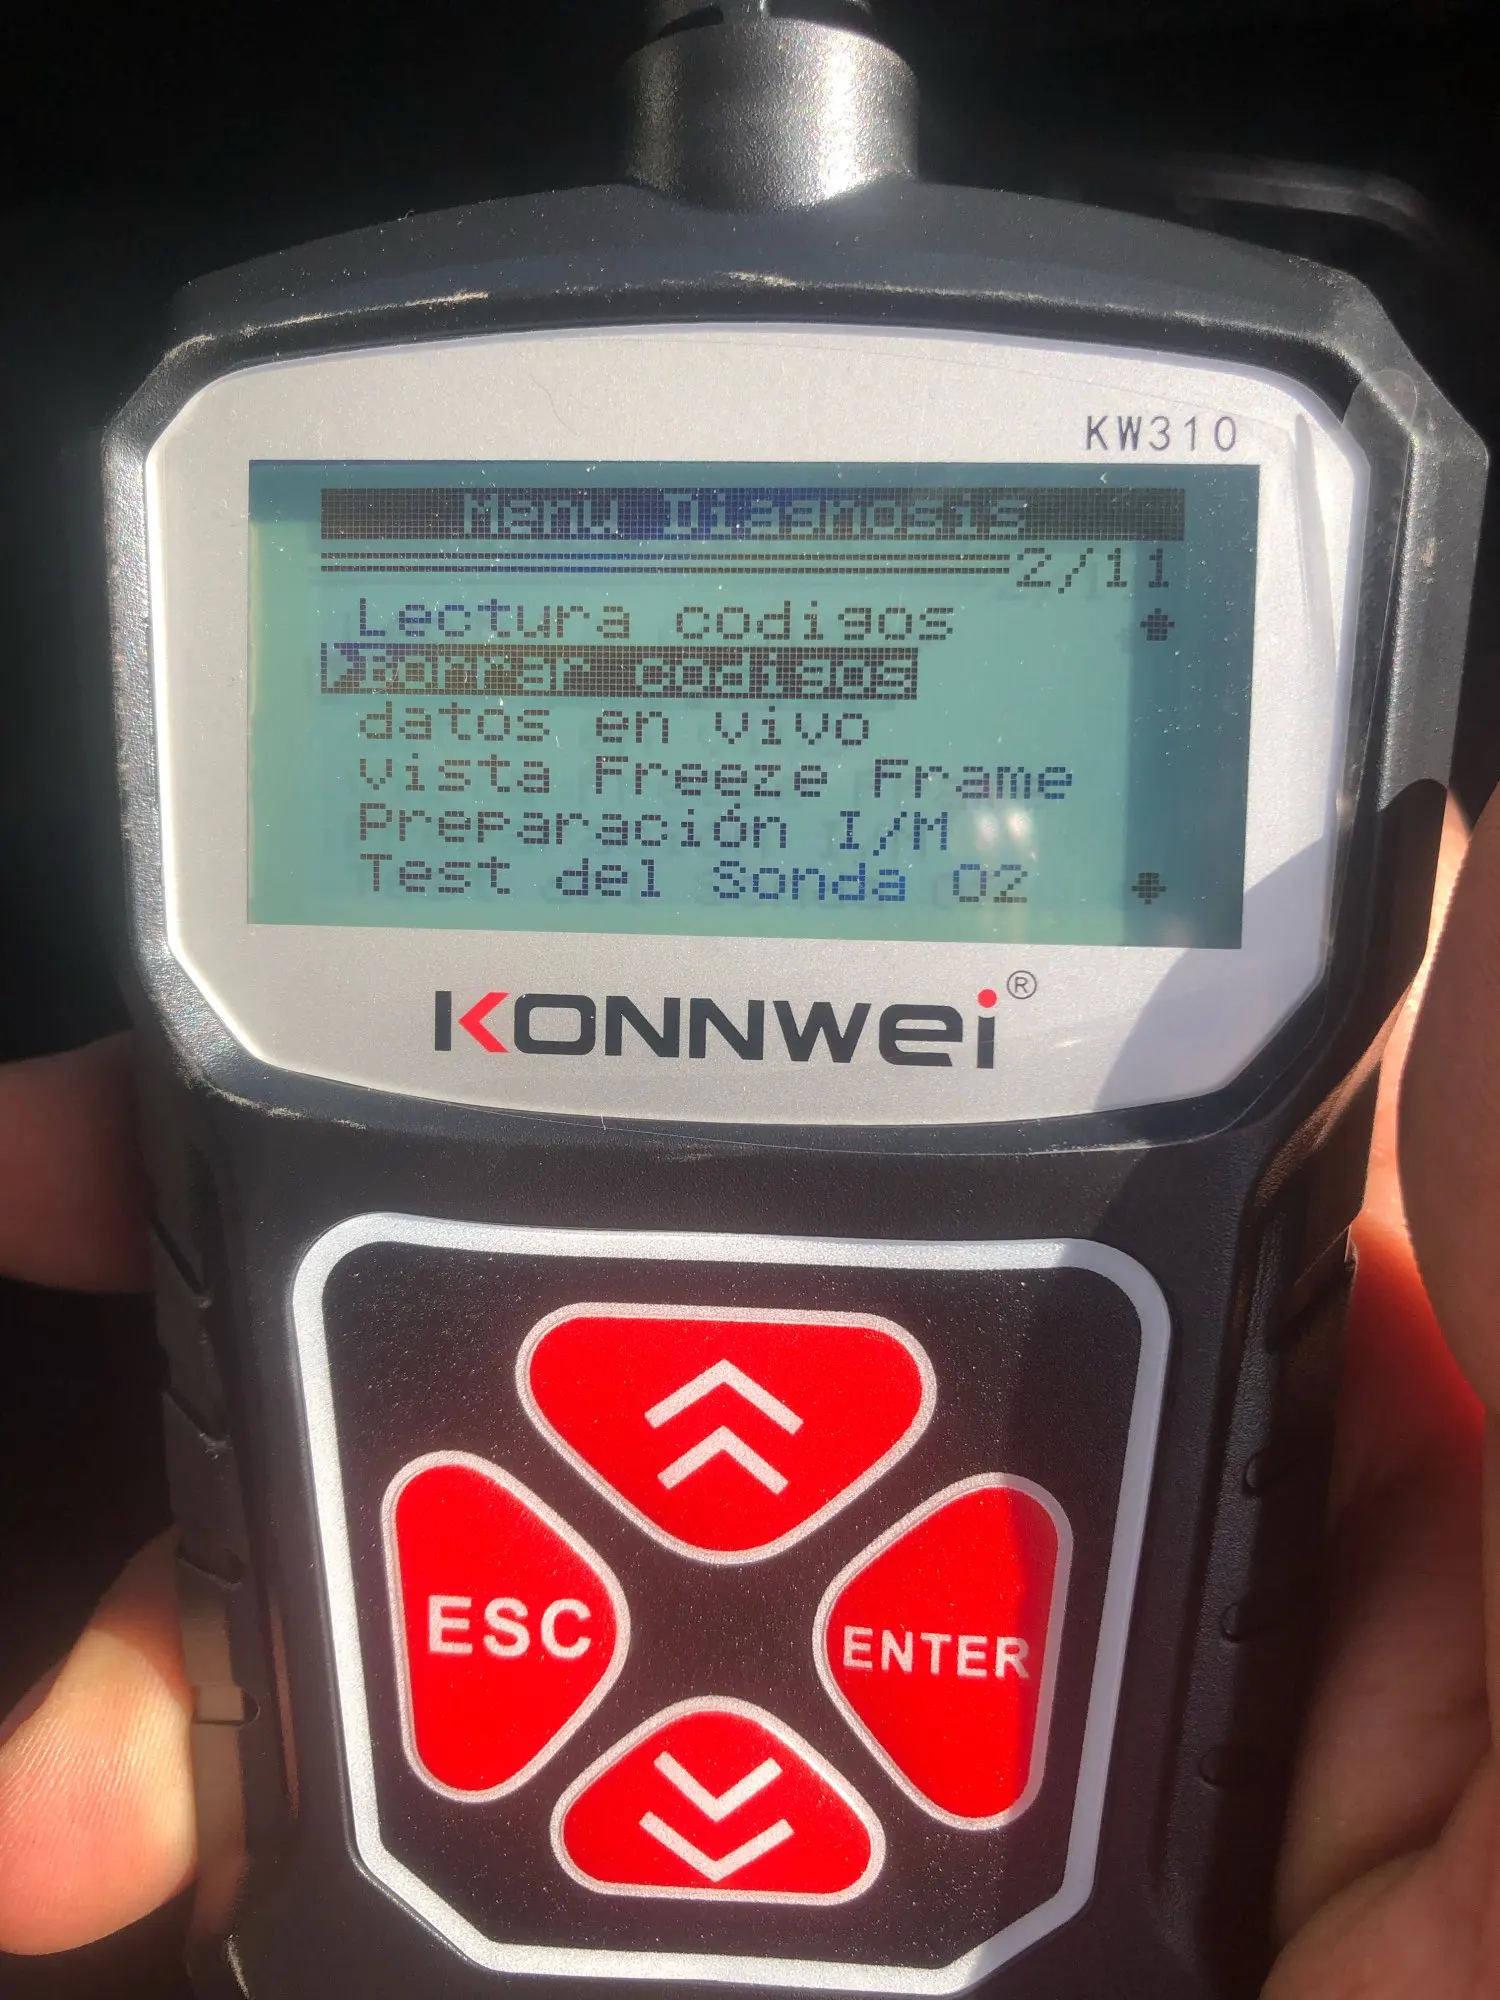 KW310
Menu Diagnosis
2/11
Lectura codigos
>Borrar codigos
datos en vivo
vista Freeze Frame
Preparación I/M
Test del Sonda O2
KONNWEI®
ESC
ENTER